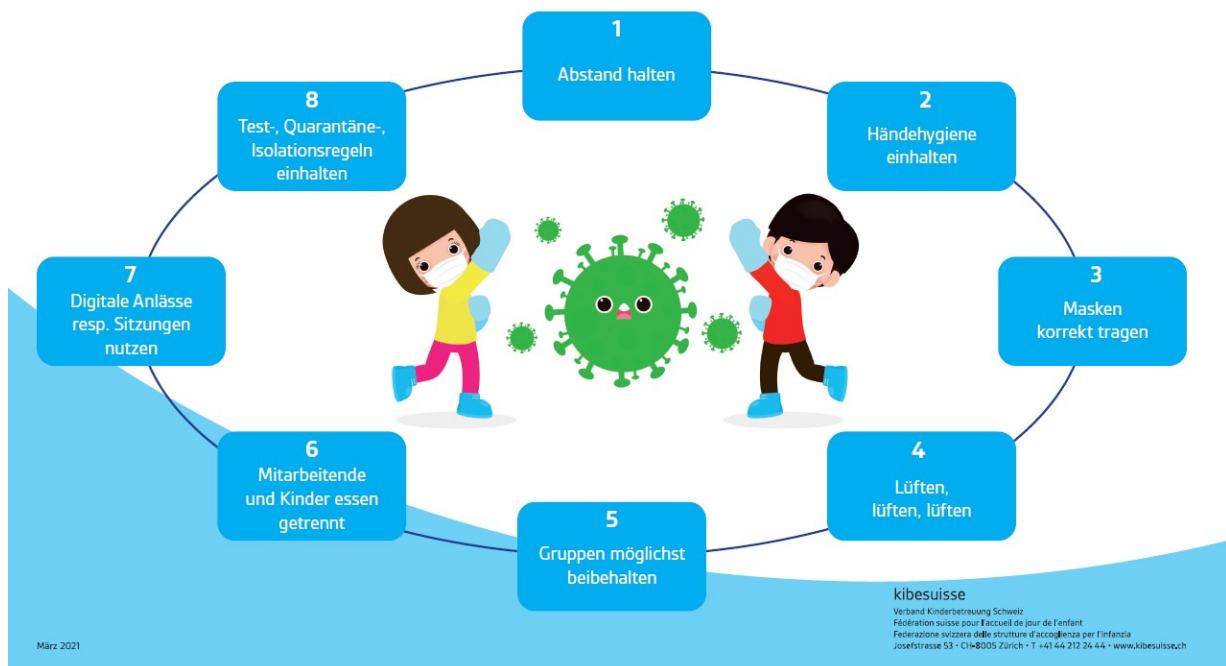 1
Abstand halten
2
Händehygiene
einhalten
3
Masken
korrekt tragen
4
Lüften,
lüften, lüften
5
Gruppen möglichst
beibehalten
6
Mitarbeitende
und Kinder essen
getrennt
7
Digitale Anlässe
resp. Sitzungen
nutzen
8
Test-, Quarantäne-,
Isolationsregeln
einhalten
März 2021
kibesuisse
Verband Kinderbetreuung Schweiz
Fédération suisse pour l'accueil de jour de l'enfant
Federazione svizzera delle strutture d'accoglienza per l'infanzia
Josefstrasse 53 • CH-8005 Zürich • T +41 44 212 24 44 • www.kibesuisse.ch